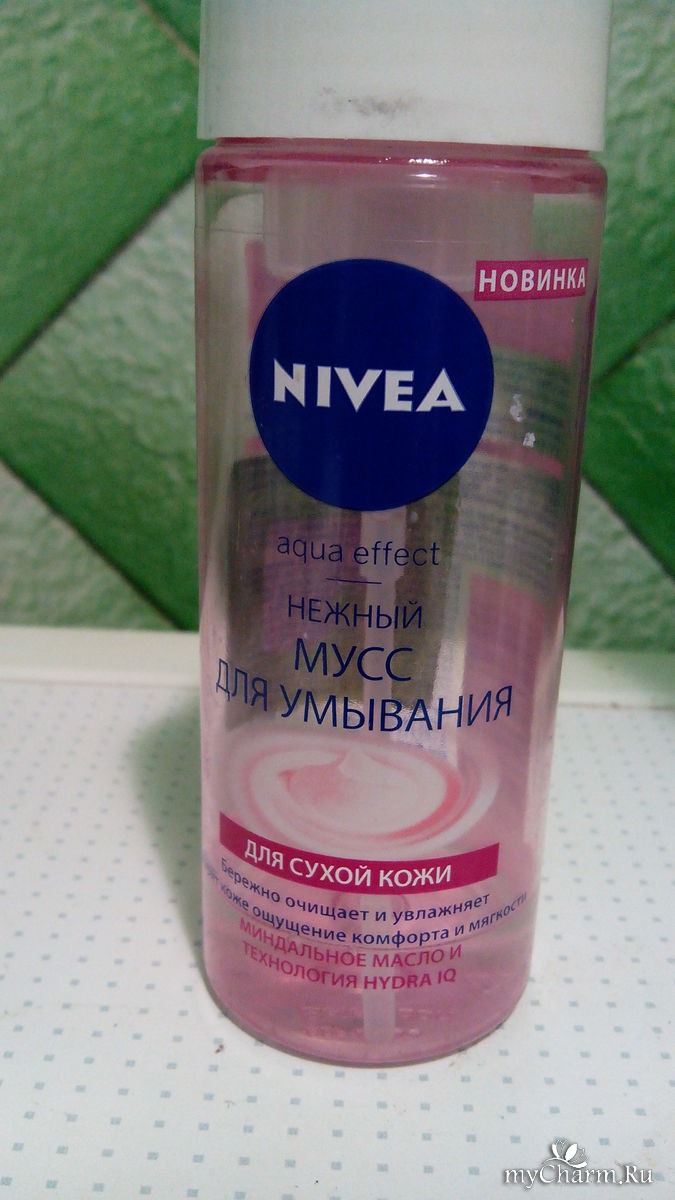 НОВИНКА
NIVEA
aqua effect
НЕЖНЫЙ
МУСС
ДЛЯ УМЫВАНИЯ
ДЛЯ СУХОЙ КОЖИ
Бережно очищает и увлажняет
коже ощущение комфорта и мягкости
МИНДАЛЬНОЕ МАСЛО И
ТЕХНОЛОГИЯ HYDRA IQ
myCharm.Ru